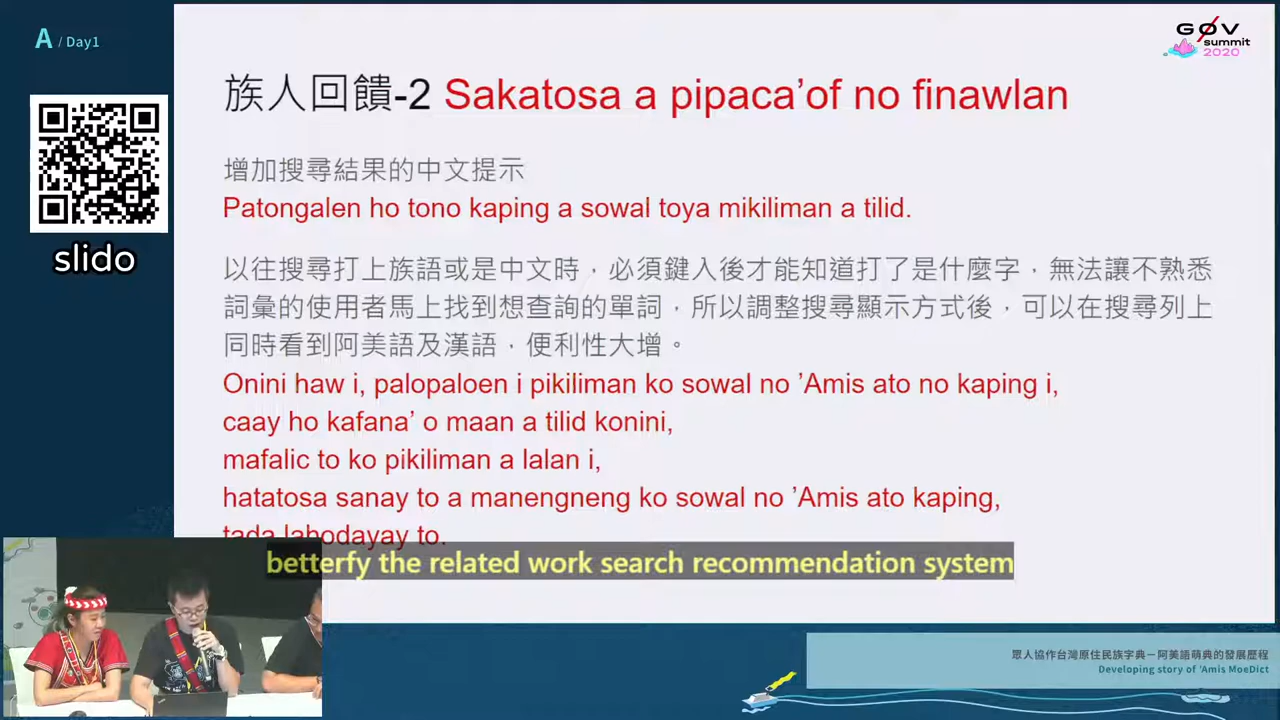 A / Day1
GØV
summit
2020
slido
族人回饋-2 Sakatosa a pipaca’of no finawlan
增加搜尋結果的中文提示
Patongalen ho tono kaping a sowal toya mikiliman a tilid.
以往搜尋打上族語或是中文時，必須鍵入後才能知道打了是什麼字，無法讓不熟悉
詞彙的使用者馬上找到想查詢的單詞，所以調整搜尋顯示方式後，可以在搜尋列上
同時看到阿美語及漢語，便利性大增。
Onini haw i, palopaloen i pikiliman ko sowal no ’Amis ato no kaping i,
caay ho kafana’ o maan a tilid konini,
mafalic to ko pikiliman a lalan i,
hatatosa sanay to a manengneng ko sowal no ’Amis ato kaping,
tada lahodayay to.
betterfy the related work search recommendation system
眾人協作台灣原住民族字典－阿美語萌典的發展歷程
Developing story of 'Amis MoeDict